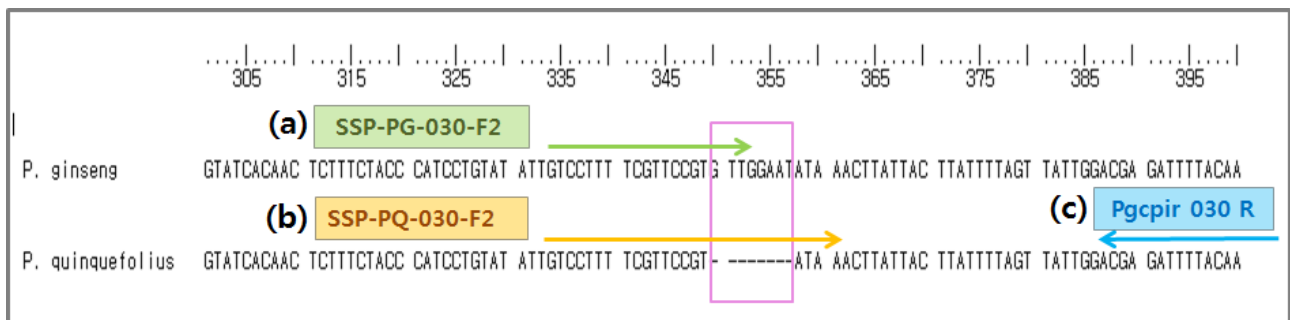 ....|....| ....|....| ....|....| ....|....| ....|....| ....|....| ....|....| ....|....| ....|....| ....|....|
305 315 325 335 345 355 365 375 385 395
(a) SSP-PG-030-F2
P. ginseng GTATCACAAC TCTTTCTACC CATCCTGTAT ATTGTCCTTT TCGTTCCGTG TTGGAATATA AACTTATTAC TTATTTTAGT TATTGGACGA GATTTTACAA
(b) SSP-PQ-030-F2 (c) Pgcpir 030 R
P. quinquefolius GTATCACAAC TCTTTCTACC CATCCTGTAT ATTGTCCTTT TCGTTCCGT- -------ATA AACTTATTAC TTATTTTAGT TATTGGACGA GATTTTACAA